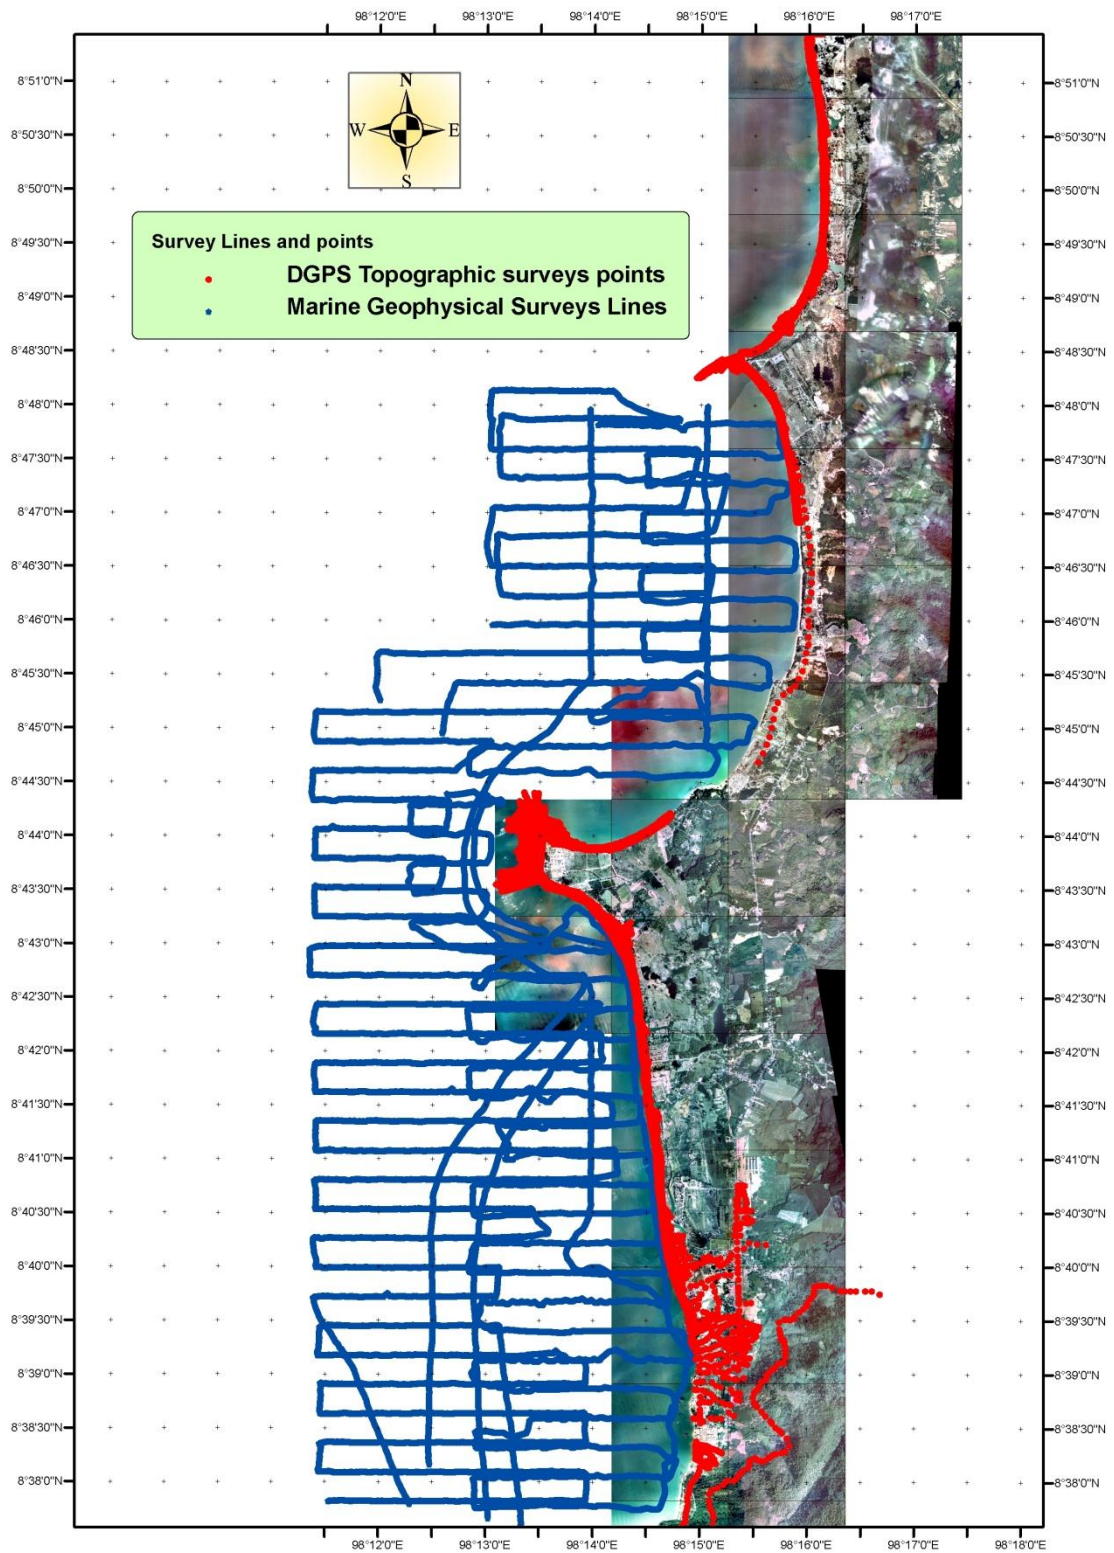 98°12'0"E 98°13'0"E 98°14'0"E 98°15'0"E 98°16'0"E 98°17'0"E
8°51'0"N 8°51'0"N
N
8°50'30"N W E 8°50'30"N
S
8°50'0"N 8°50'0"N
8°49'30"N 8°49'30"N
Survey Lines and points
DGPS Topographic surveys points
8°49'0"N 8°49'0"N
Marine Geophysical Surveys Lines
8°48'30"N 8°48'30"N
8°48'0"N 8°48'0"N
8°47'30"N 8°47'30"N
8°47'0"N 8°47'0"N
8°46'30"N 8°46'30"N
8°46'0"N 8°46'0"N
8°45'30"N 8°45'30"N
8°45'0"N 8°45'0"N
8°44'30"N 8°44'30"N
8°44'0"N 8°44'0"N
8°43'30"N 8°43'30"N
8°43'0"N 8°43'0"N
8°42'30"N 8°42'30"N
8°42'0"N 8°42'0"N
8°41'30"N 8°41'30"N
8°41'0"N 8°41'0"N
8°40'30"N 8°40'30"N
8°40'0"N 8°40'0"N
8°39'30"N 8°39'30"N
8°39'0"N 8°39'0"N
8°38'30"N 8°38'30"N
8°38'0"N 8°38'0"N
98°12'0"E 98°13'0"E 98°14'0"E 98°15'0"E 98°16'0"E 98°17'0"E 98°18'0"E